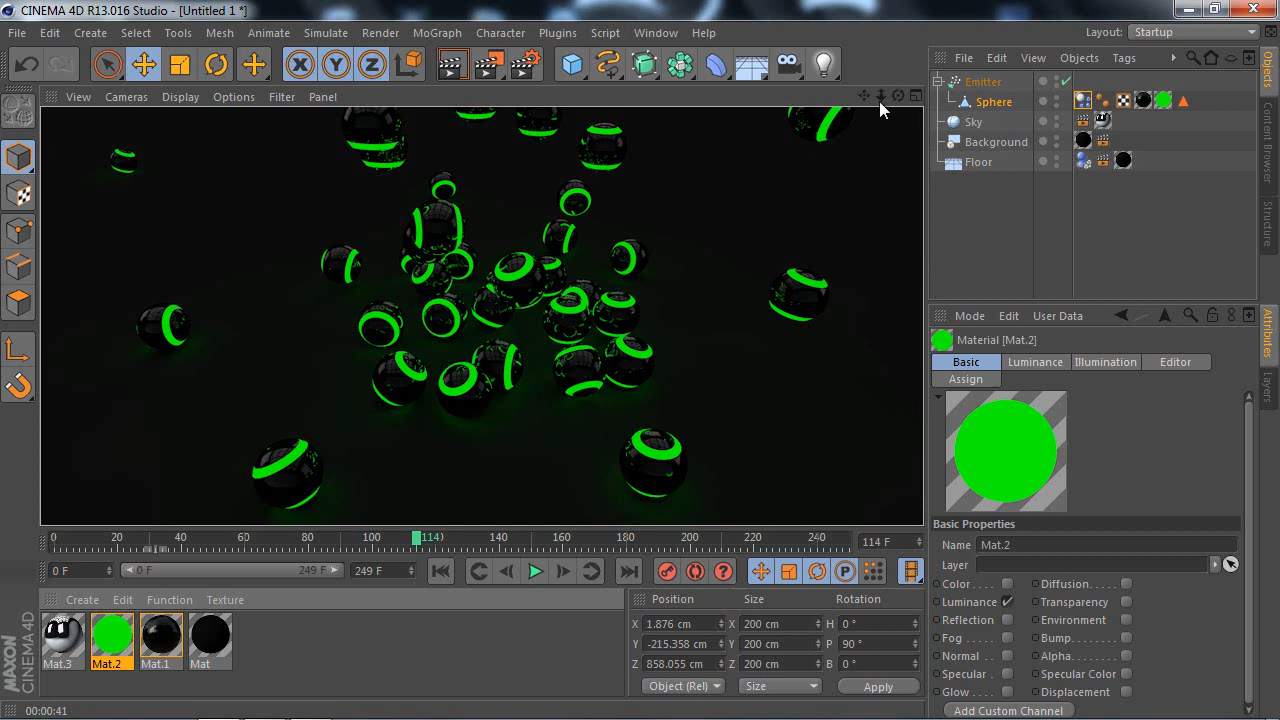 CINEMA 4D R13.016 Studio - [Untitled 1 *]
File Edit Create Select Tools Mesh Animate Simulate Render MoGraph Character Plugins Script Window Help Layout: Startup
X Y Z
File Edit View Objects Tags
View Cameras Display Options Filter Panel
Emitter
Sphere
Sky
Background
Floor
Objects
Content Browser
Structure
Mode Edit User Data
Material [Mat.2]
Basic Luminance Illumination Editor
Assign
Attributes
Layers
Basic Properties
Name Mat.2
Layer
Color Diffusion
Luminance Transparency
Reflection Environment
Fog Bump
Normal Alpha
Specular Specular Color
Glow Displacement
Add Custom Channel
0 20 40 60 80 100 114 140 160 180 200 220 240 114 F
0 F 0 F 249 F 249 F
P
Create Edit Function Texture
Mat.3 Mat.2 Mat.1 Mat
Position Size Rotation
X 1.876 cm X 200 cm H 0 °
Y -215.358 cm Y 200 cm P 90 °
Z 858.055 cm Z 200 cm B 0 °
Object (Rel) Size Apply
MAXON
CINEMA 4D
00:00:41